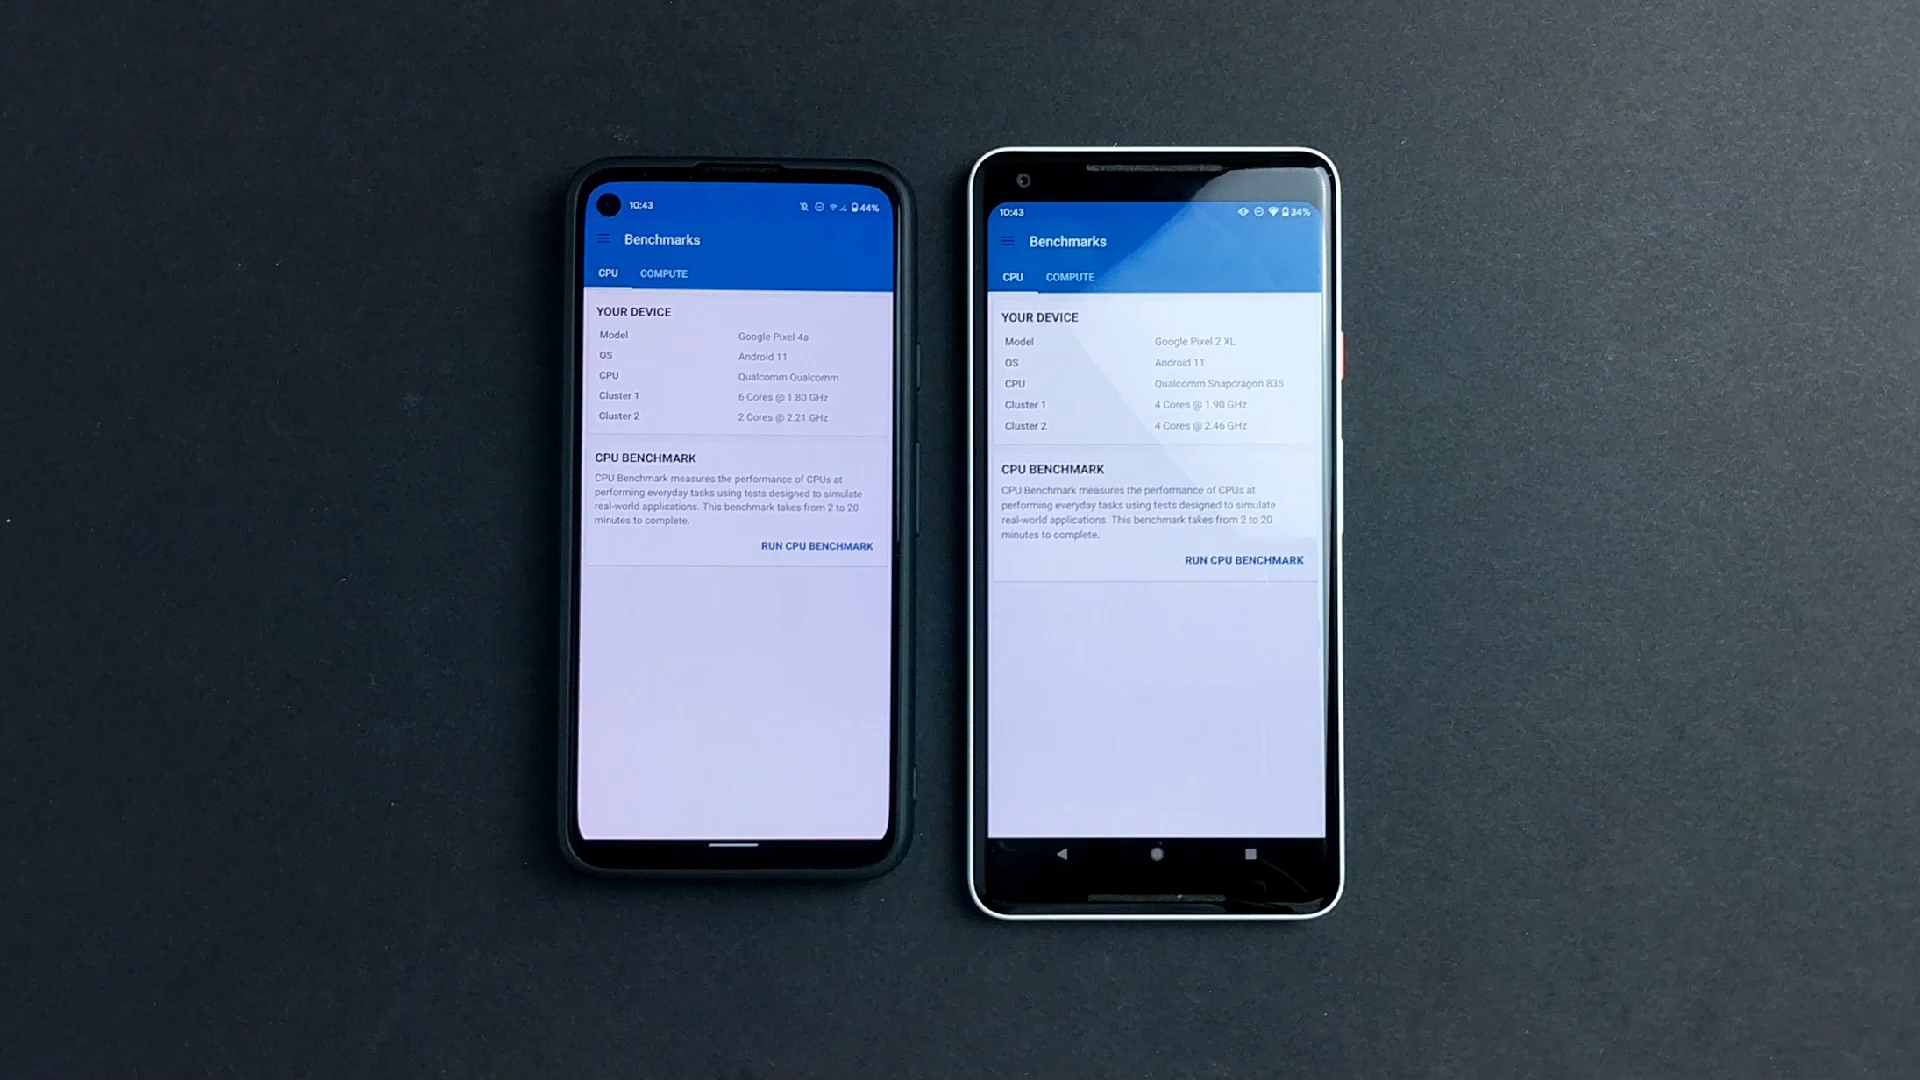 10:43
44%
Benchmarks
CPU COMPUTE
YOUR DEVICE
Model Google Pixel 4a
OS Android 11
CPU Qualcomm Qualcomm
Cluster 1 6 Cores @ 1.80 GHz
Cluster 2 2 Cores @ 2.21 GHz
CPU BENCHMARK
CPU Benchmark measures the performance of CPUs at
performing everyday tasks using tests designed to simulate
real-world applications. This benchmark takes from 2 to 20
minutes to complete.
RUN CPU BENCHMARK
10:43
34%
Benchmarks
CPU COMPUTE
YOUR DEVICE
Model Google Pixel 2 XL
OS Android 11
CPU Qualcomm Snapdragon 835
Cluster 1 4 Cores @ 1.90 GHz
Cluster 2 4 Cores @ 2.46 GHz
CPU BENCHMARK
CPU Benchmark measures the performance of CPUs at
performing everyday tasks using tests designed to simulate
real-world applications. This benchmark takes from 2 to 20
minutes to complete.
RUN CPU BENCHMARK